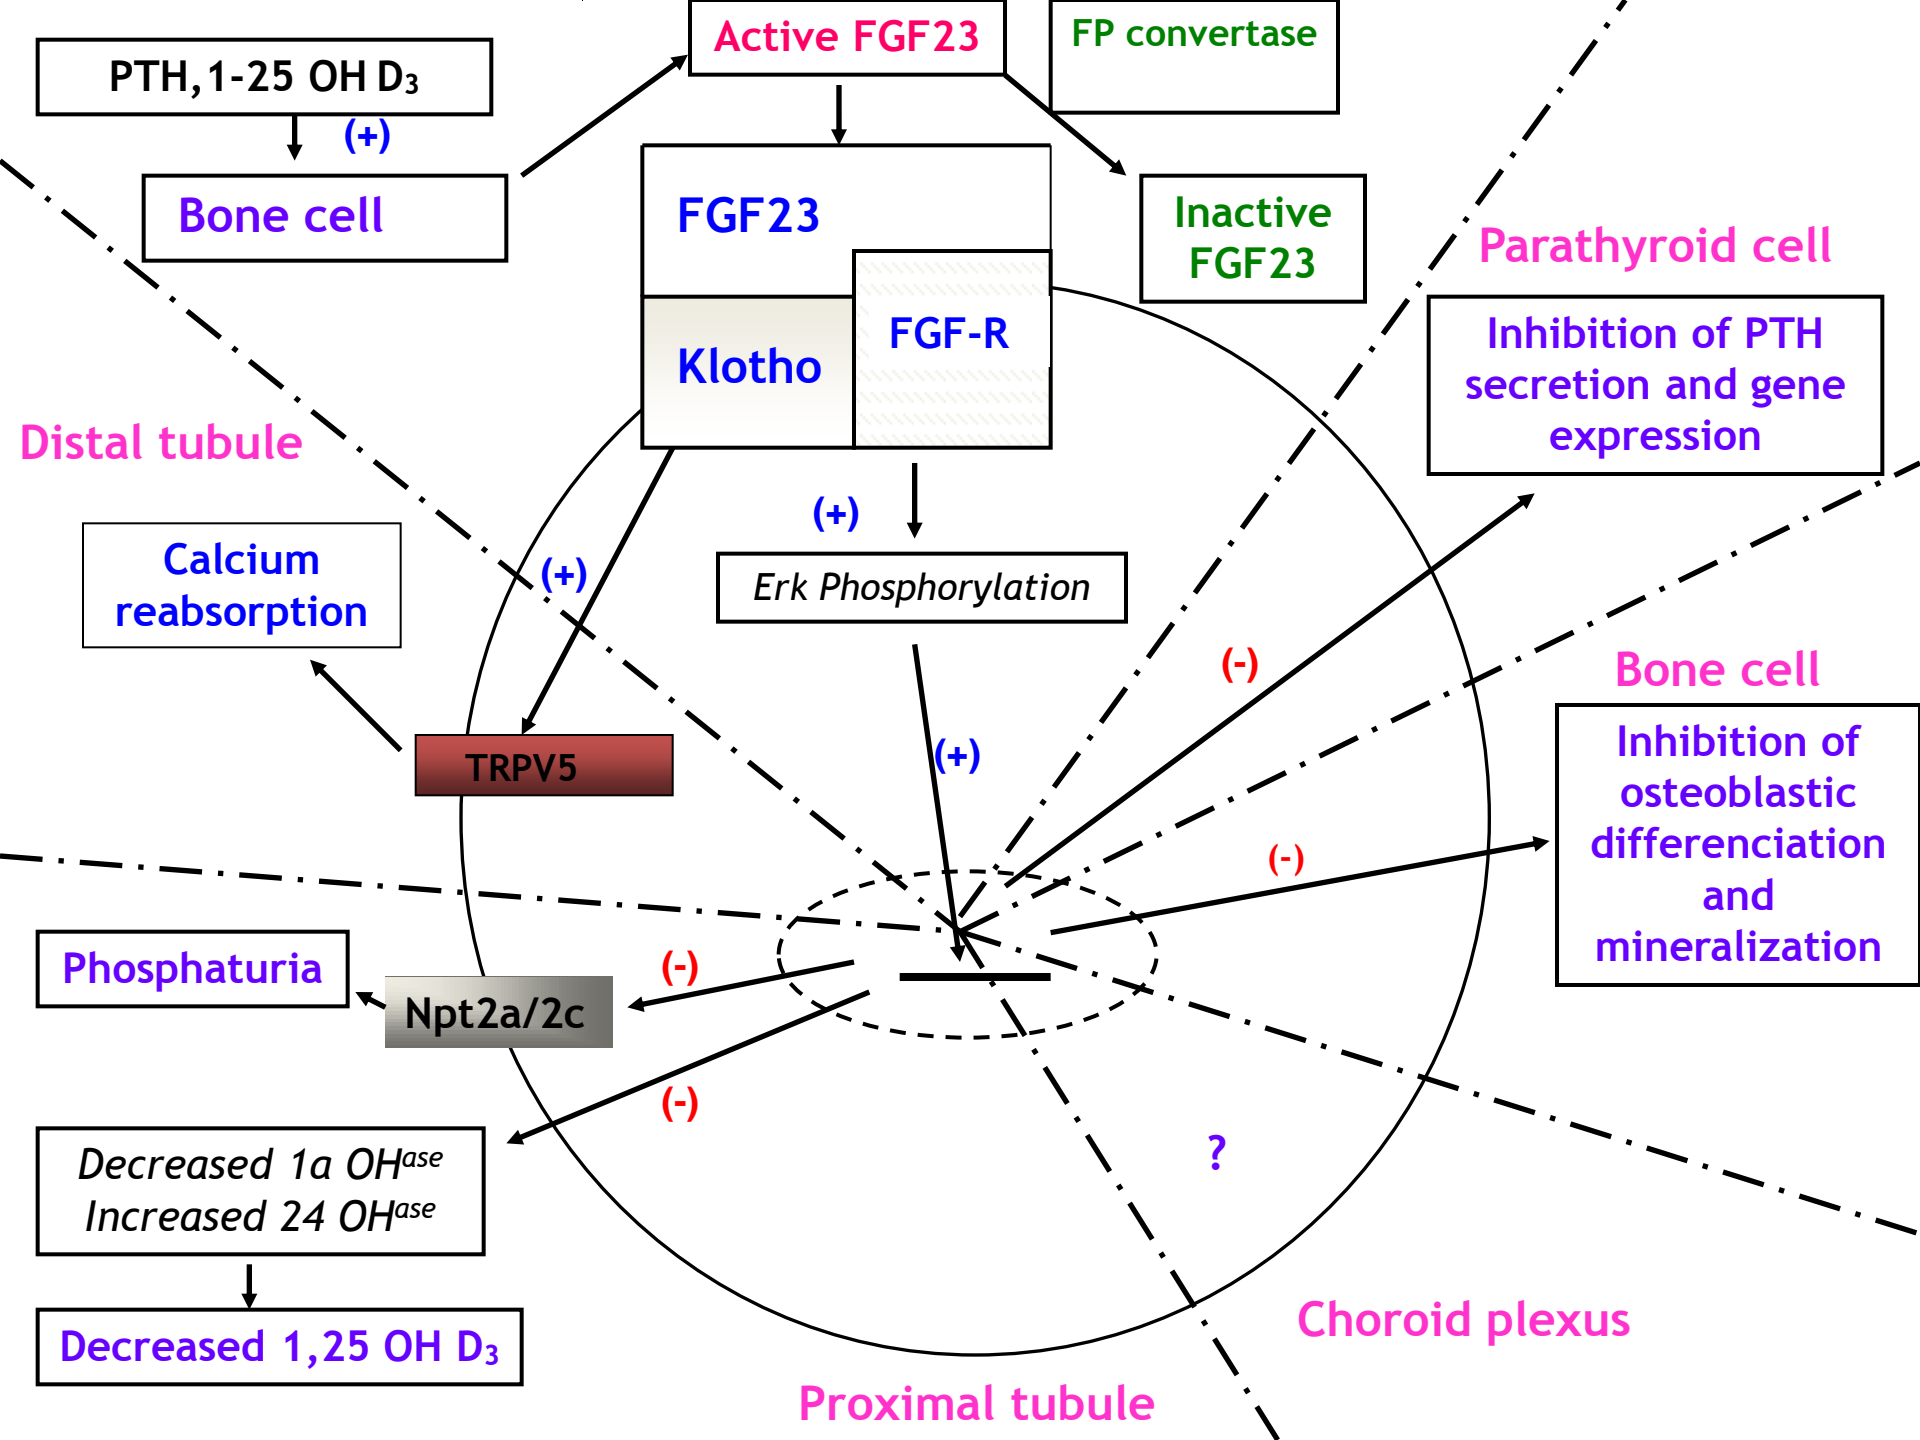 Active FGF23
FP convertase
PTH,1-25 OH D₃
(+)
Bone cell
FGF23
Inactive
FGF23
Parathyroid cell
Klotho
FGF-R
Inhibition of PTH
secretion and gene
expression
Distal tubule
(+)
Calcium
reabsorption
(+)
Erk Phosphorylation
(-)
Bone cell
TRPV5
(+)
Inhibition of
osteoblastic
differenciation
and
mineralization
(-)
Phosphaturia
(-)
Npt2a/2c
(-)
Decreased 1a OHᵃˢᵉ
Increased 24 OHᵃˢᵉ
?
Decreased 1,25 OH D₃
Choroid plexus
Proximal tubule